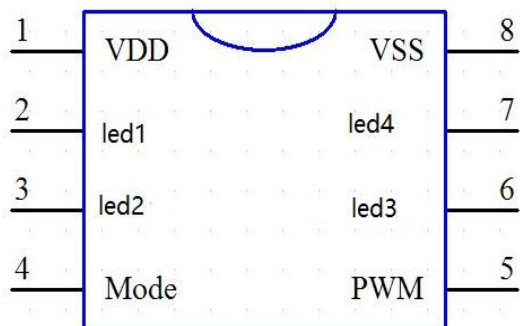 1 VDD VSS 8
2 led1 led4 7
3 led2 led3 6
4 Mode PWM 5